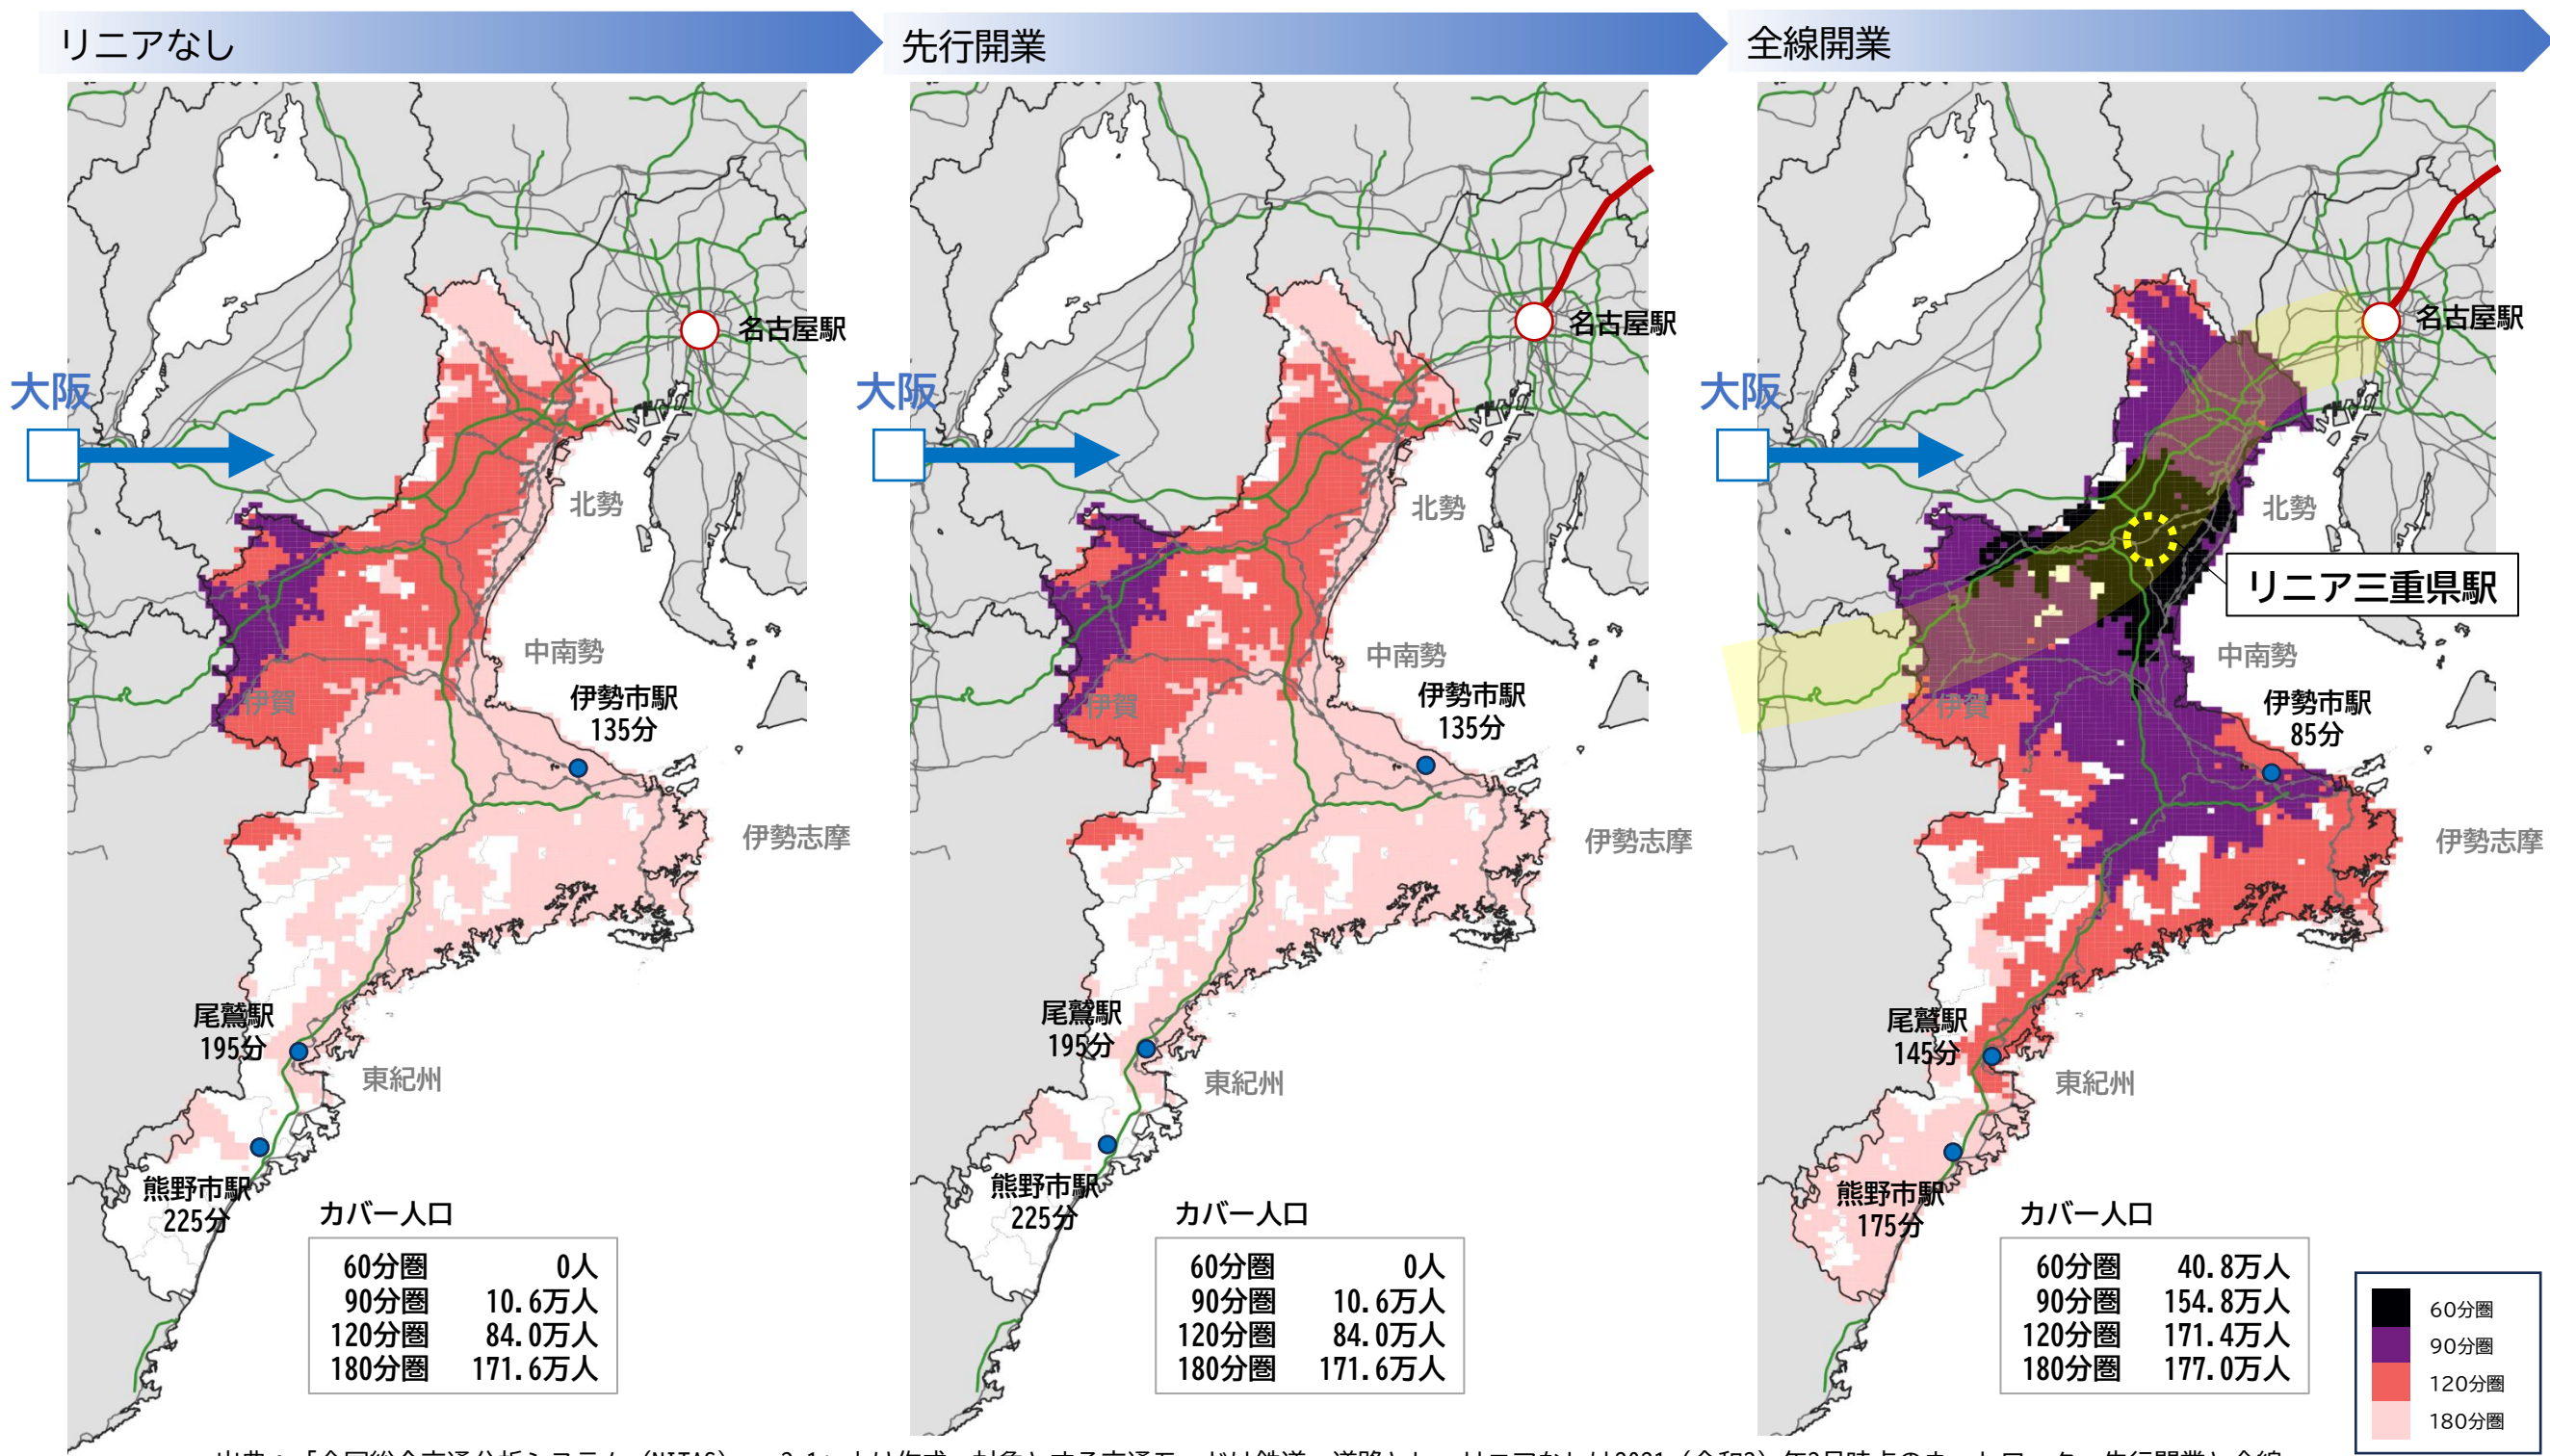 リニアなし
先行開業
全線開業
名古屋駅
大阪
北勢
中南勢
伊勢市駅
135分
伊賀
伊勢志摩
尾鷲駅
195分
東紀州
熊野市駅
225分
カバー人口
60分圏 0人
90分圏 10.6万人
120分圏 84.0万人
180分圏 171.6万人
名古屋駅
大阪
北勢
中南勢
伊勢市駅
135分
伊賀
伊勢志摩
尾鷲駅
195分
東紀州
熊野市駅
225分
カバー人口
60分圏 0人
90分圏 10.6万人
120分圏 84.0万人
180分圏 171.6万人
名古屋駅
大阪
北勢
リニア三重県駅
中南勢
伊勢市駅
85分
伊賀
伊勢志摩
尾鷲駅
145分
東紀州
熊野市駅
175分
カバー人口
60分圏 40.8万人
90分圏 154.8万人
120分圏 171.4万人
180分圏 177.0万人
60分圏
90分圏
120分圏
180分圏